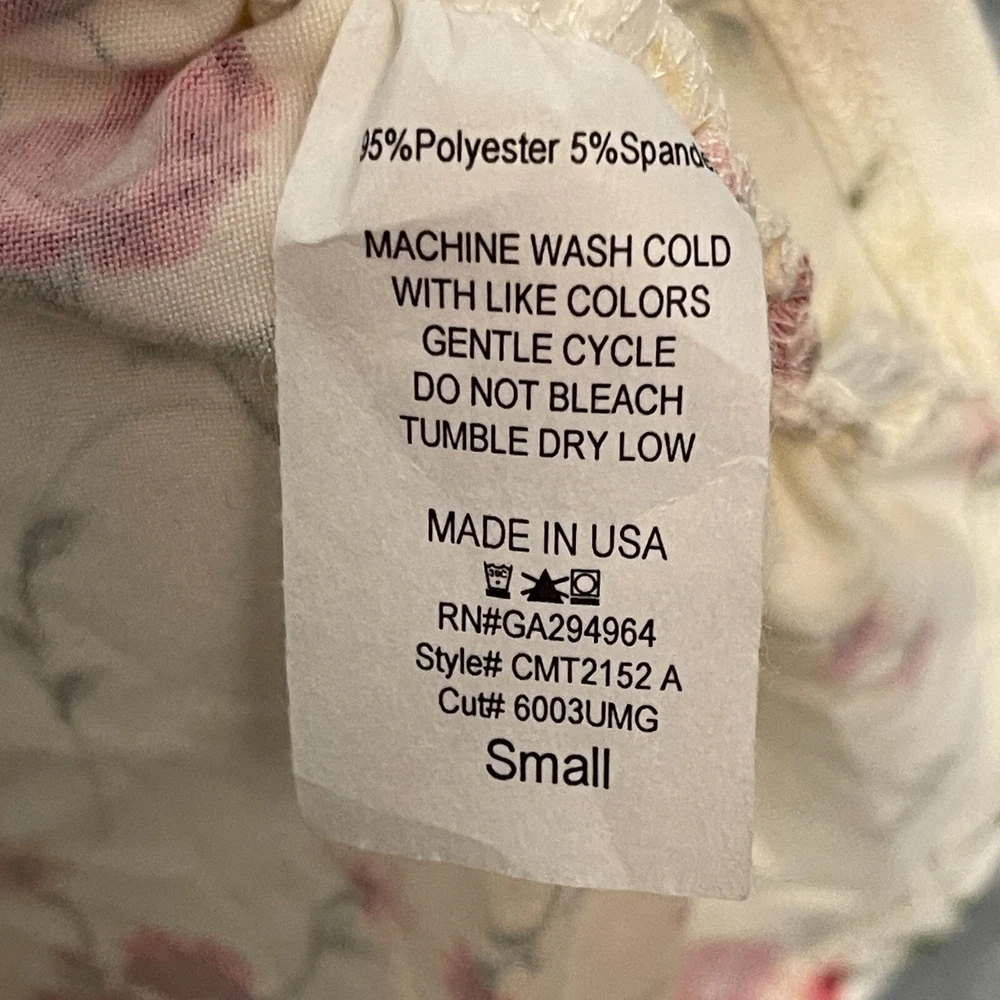 95%Polyester 5%Spande
MACHINE WASH COLD
WITH LIKE COLORS
GENTLE CYCLE
DO NOT BLEACH
TUMBLE DRY LOW
MADE IN USA
30C
RN#GA294964
Style# CMT2152 A
Cut# 6003UMG
Small